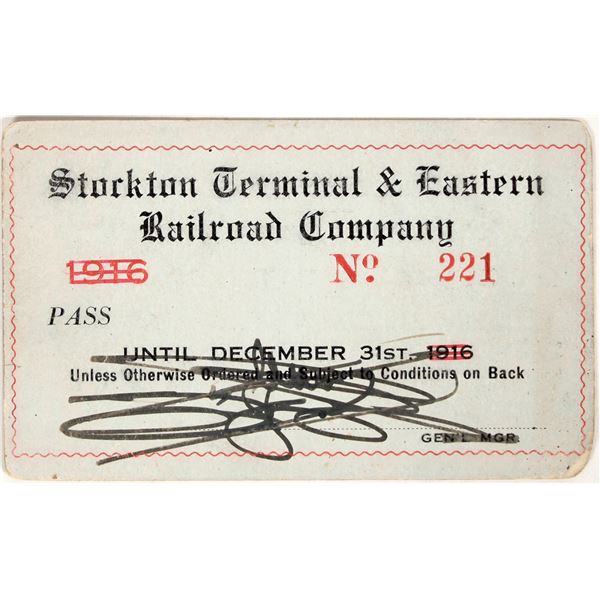 Stockton Terminal & Eastern
Railroad Company
1916 No. 221
PASS
UNTIL DECEMBER 31ST. 1916
Unless Otherwise Ordered and Subject to Conditions on Back
GEN'L MGR.